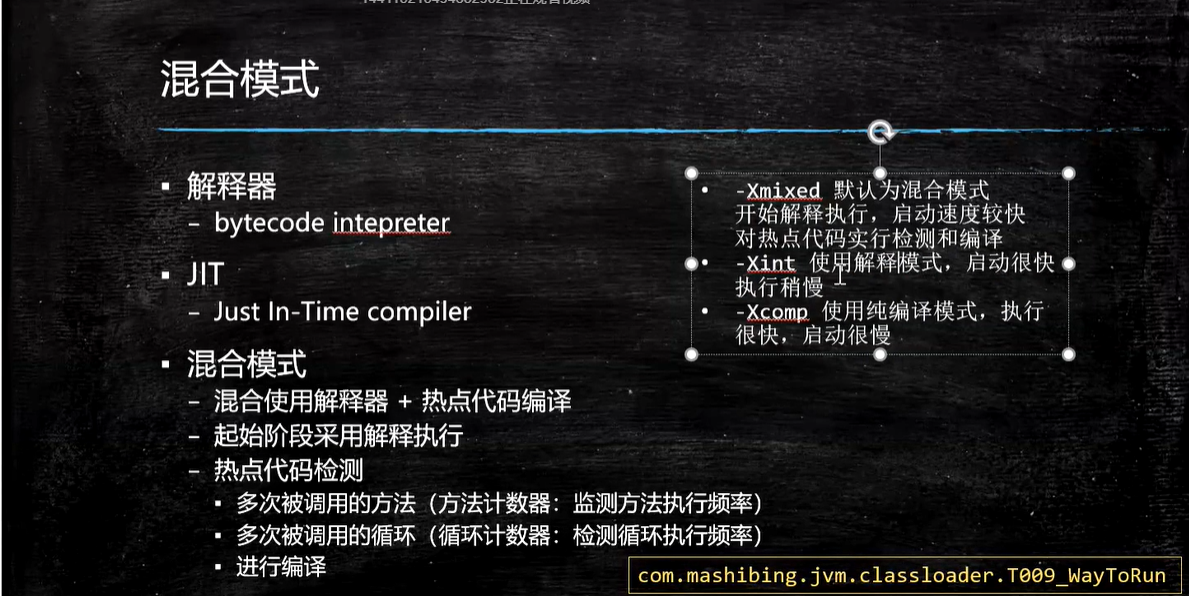 混合模式
解释器
– bytecode intepreter
JIT
– Just In-Time compiler
混合模式
– 混合使用解释器 + 热点代码编译
– 起始阶段采用解释执行
– 热点代码检测
多次被调用的方法（方法计数器：监测方法执行频率）
多次被调用的循环（循环计数器：检测循环执行频率）
进行编译
• -Xmixed 默认为混合模式
开始解释执行，启动速度较快
对热点代码实行检测和编译
• -Xint 使用解释模式，启动很快
执行稍慢
• -Xcomp 使用纯编译模式，执行
很快，启动很慢
com.mashibing.jvm.classloader.T009_WayToRun